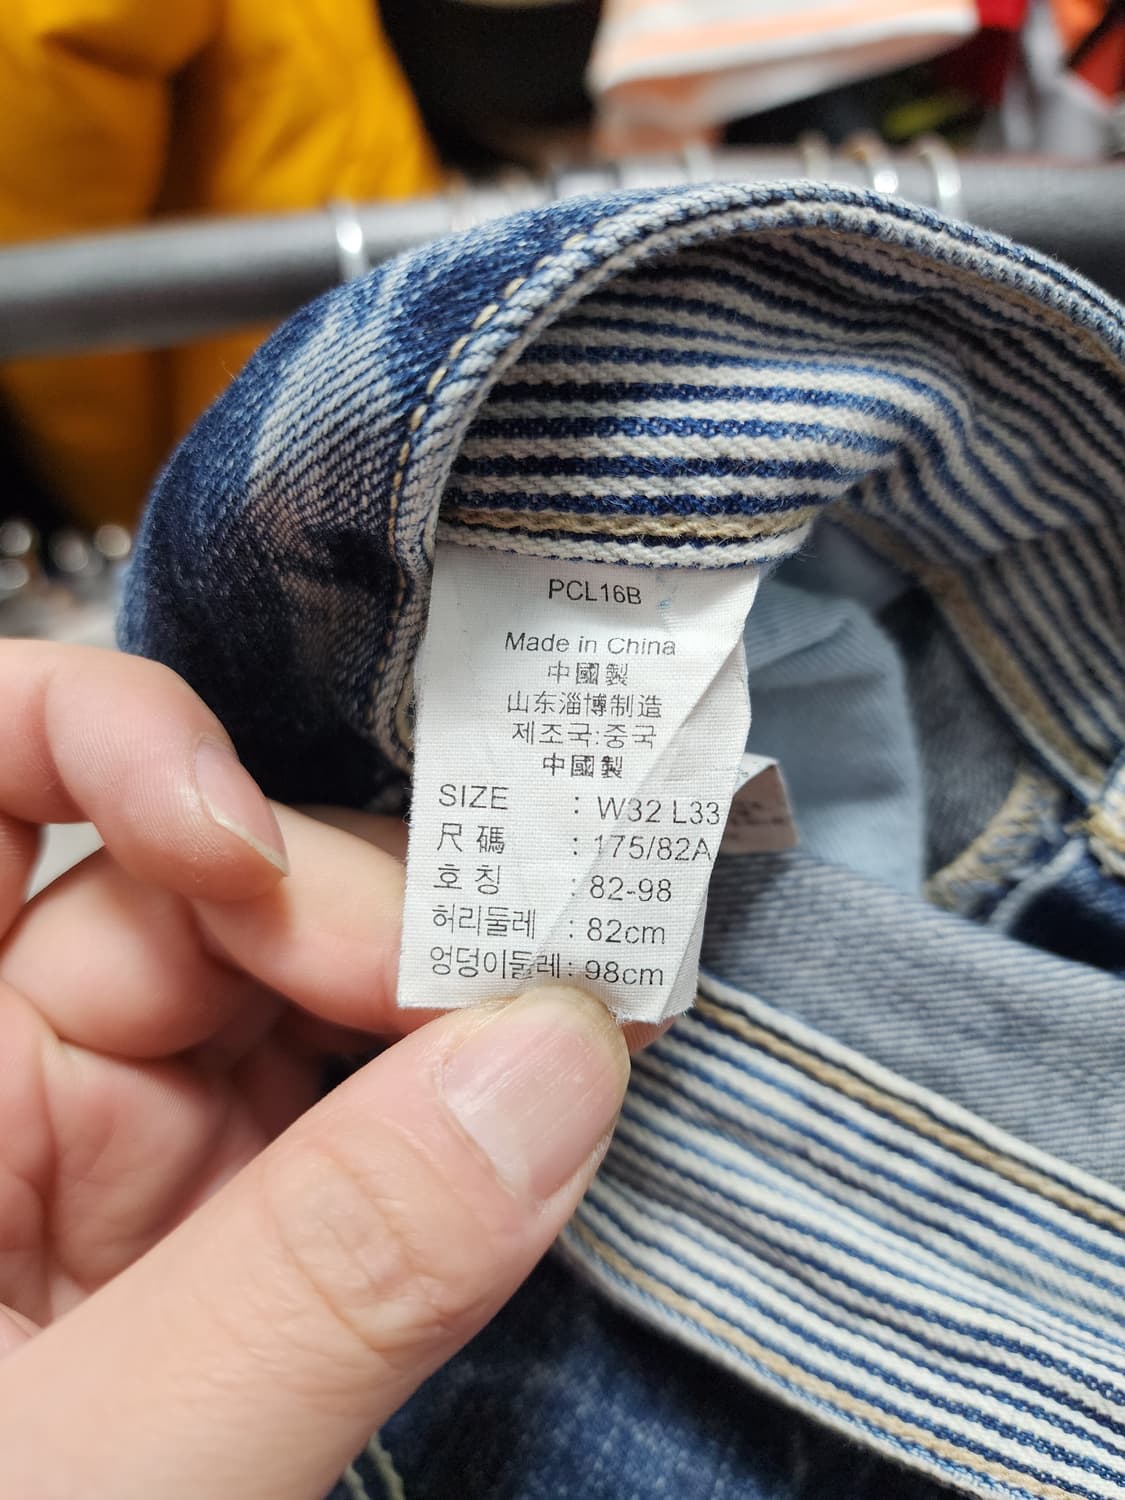 PCL16B
Made in China
中國製
山东淄博制造
제조국:중국
中國製
SIZE : W32 L33
尺碼 : 175/82A
호칭 : 82-98
허리둘레 : 82cm
엉덩이둘레 : 98cm